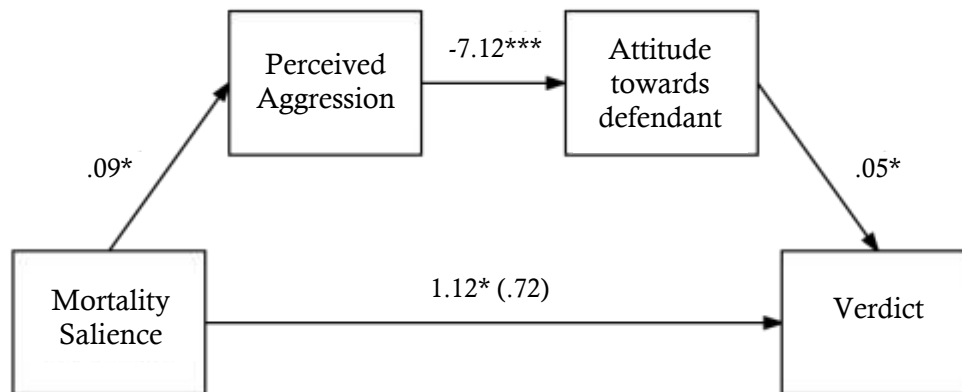 Perceived
Aggression
-7.12***
Attitude
towards
defendant
.09*
.05*
Mortality
Salience
1.12* (.72)
Verdict